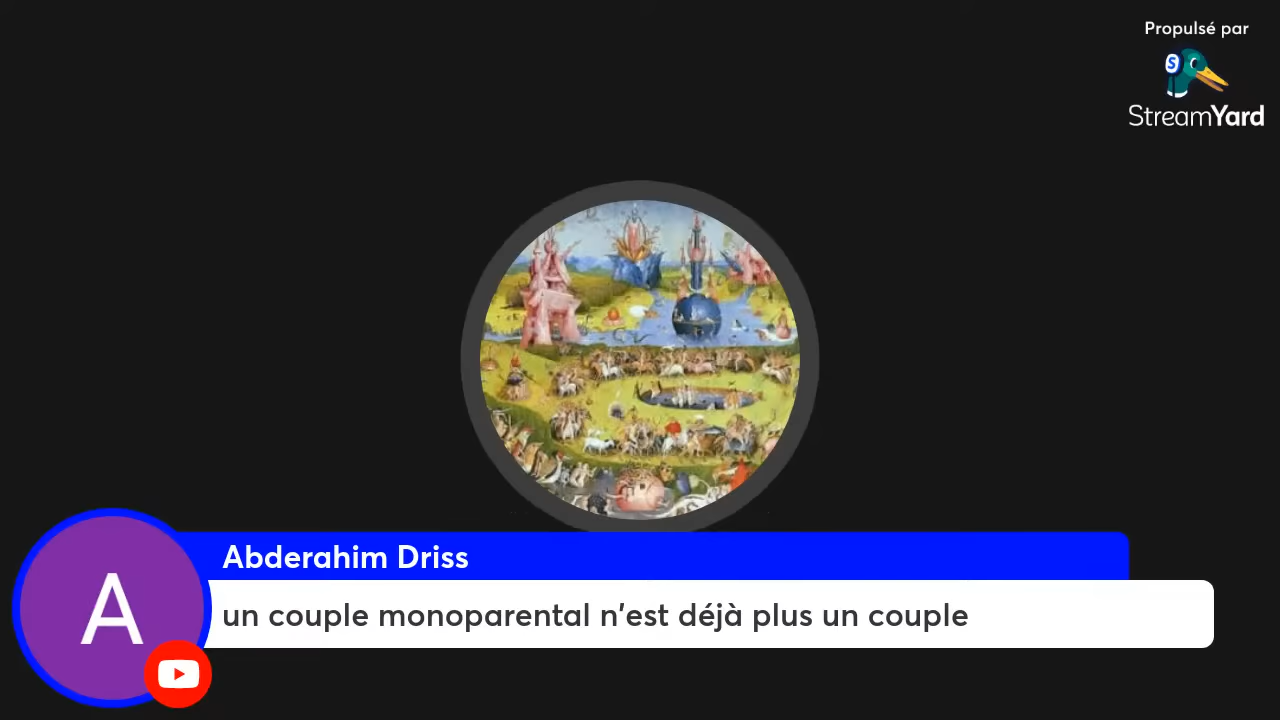 Propulsé par
S
StreamYard
Abderahim Driss
A
un couple monoparental n’est déjà plus un couple